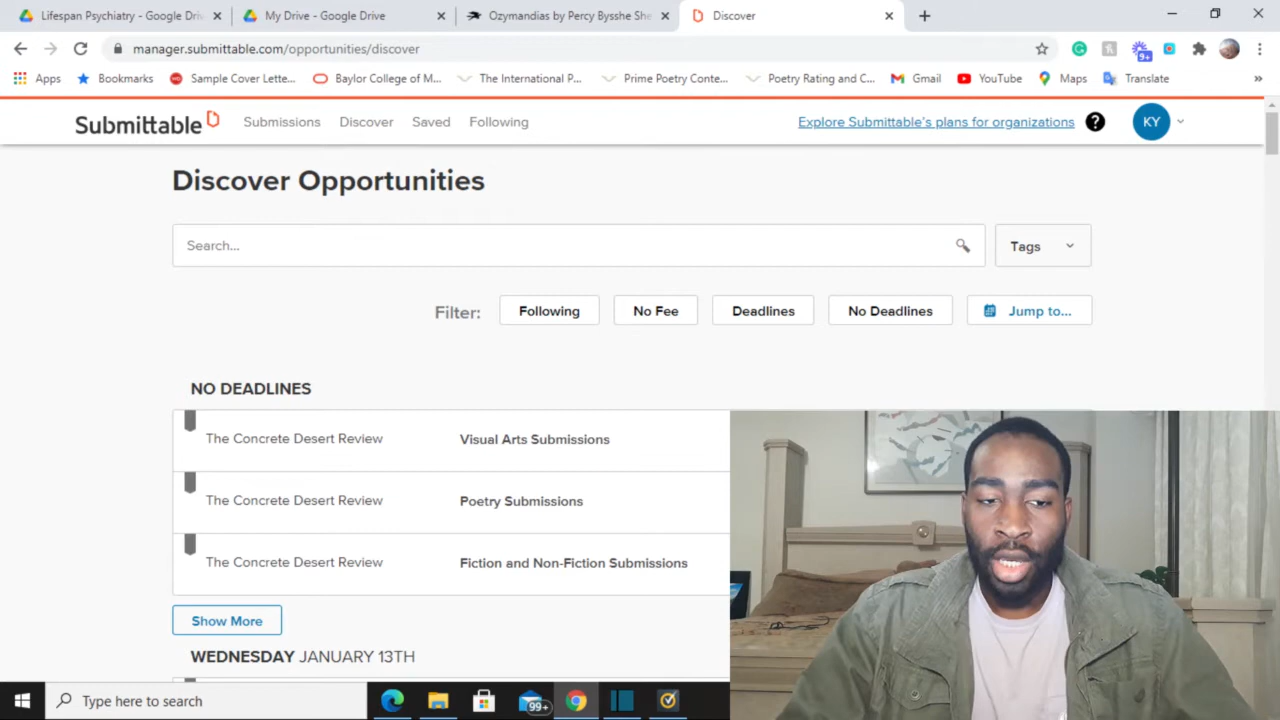 Lifespan Psychiatry - Google Dri
My Drive - Google Drive
Ozymandias by Percy Bysshe She
Discover
manager.submittable.com/opportunities/discover
9+
Apps
Bookmarks
Sample Cover Lette...
Baylor College of M...
The International P...
Prime Poetry Conte...
Poetry Rating and C...
Gmail
YouTube
Maps
Translate
»
Submittable
Submissions
Discover
Saved
Following
Explore Submittable's plans for organizations
?
KY
Discover Opportunities
Search...
Tags
Filter:
Following
No Fee
Deadlines
No Deadlines
Jump to...
NO DEADLINES
The Concrete Desert Review Visual Arts Submissions
The Concrete Desert Review Poetry Submissions
The Concrete Desert Review Fiction and Non-Fiction Submissions
Show More
WEDNESDAY JANUARY 13TH
Type here to search
99+